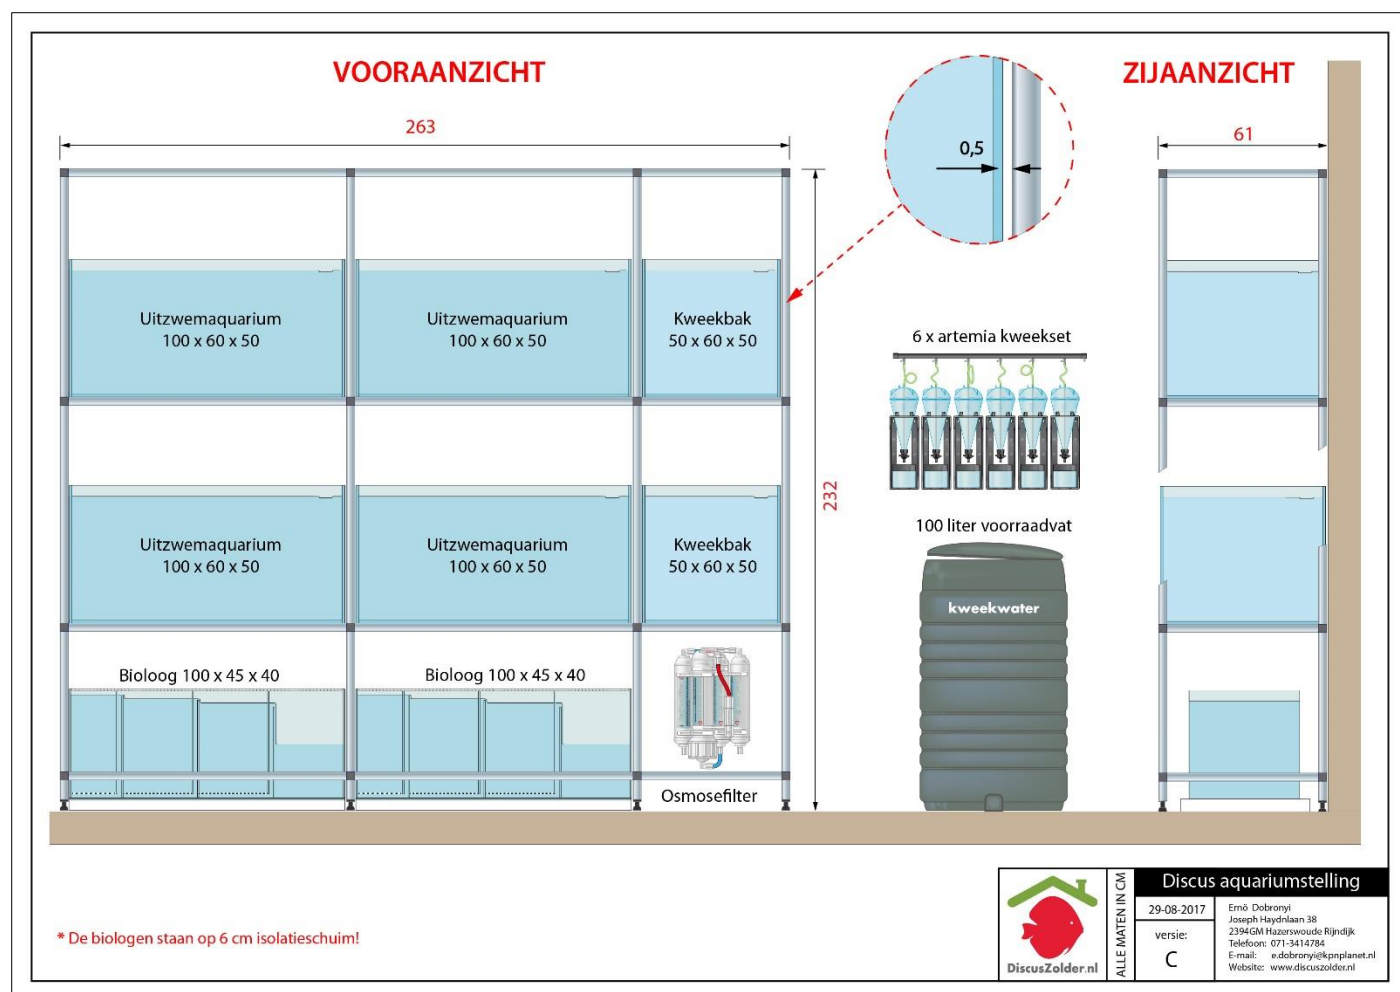 VOORAANZICHT
ZIJAANZICHT
263
0,5
61
232
Uitzwemaquarium
100 x 60 x 50
Uitzwemaquarium
100 x 60 x 50
Kweekbak
50 x 60 x 50
6 x artemia kweekset
Uitzwemaquarium
100 x 60 x 50
Uitzwemaquarium
100 x 60 x 50
Kweekbak
50 x 60 x 50
100 liter voorraadvat
kweekwater
Bioloog 100 x 45 x 40
Bioloog 100 x 45 x 40
Osmosefilter
* De biologen staan op 6 cm isolatieschuim!
DiscusZolder.nl
ALLE MATEN IN CM
Discus aquariumstelling
29-08-2017
versie:
C
Ernö Dobronyi
Joseph Haydnlaan 38
2394GM Hazerswoude Rijndijk
Telefoon: 071-3414784
E-mail: e.dobronyi@kpnplanet.nl
Website: www.discuszolder.nl